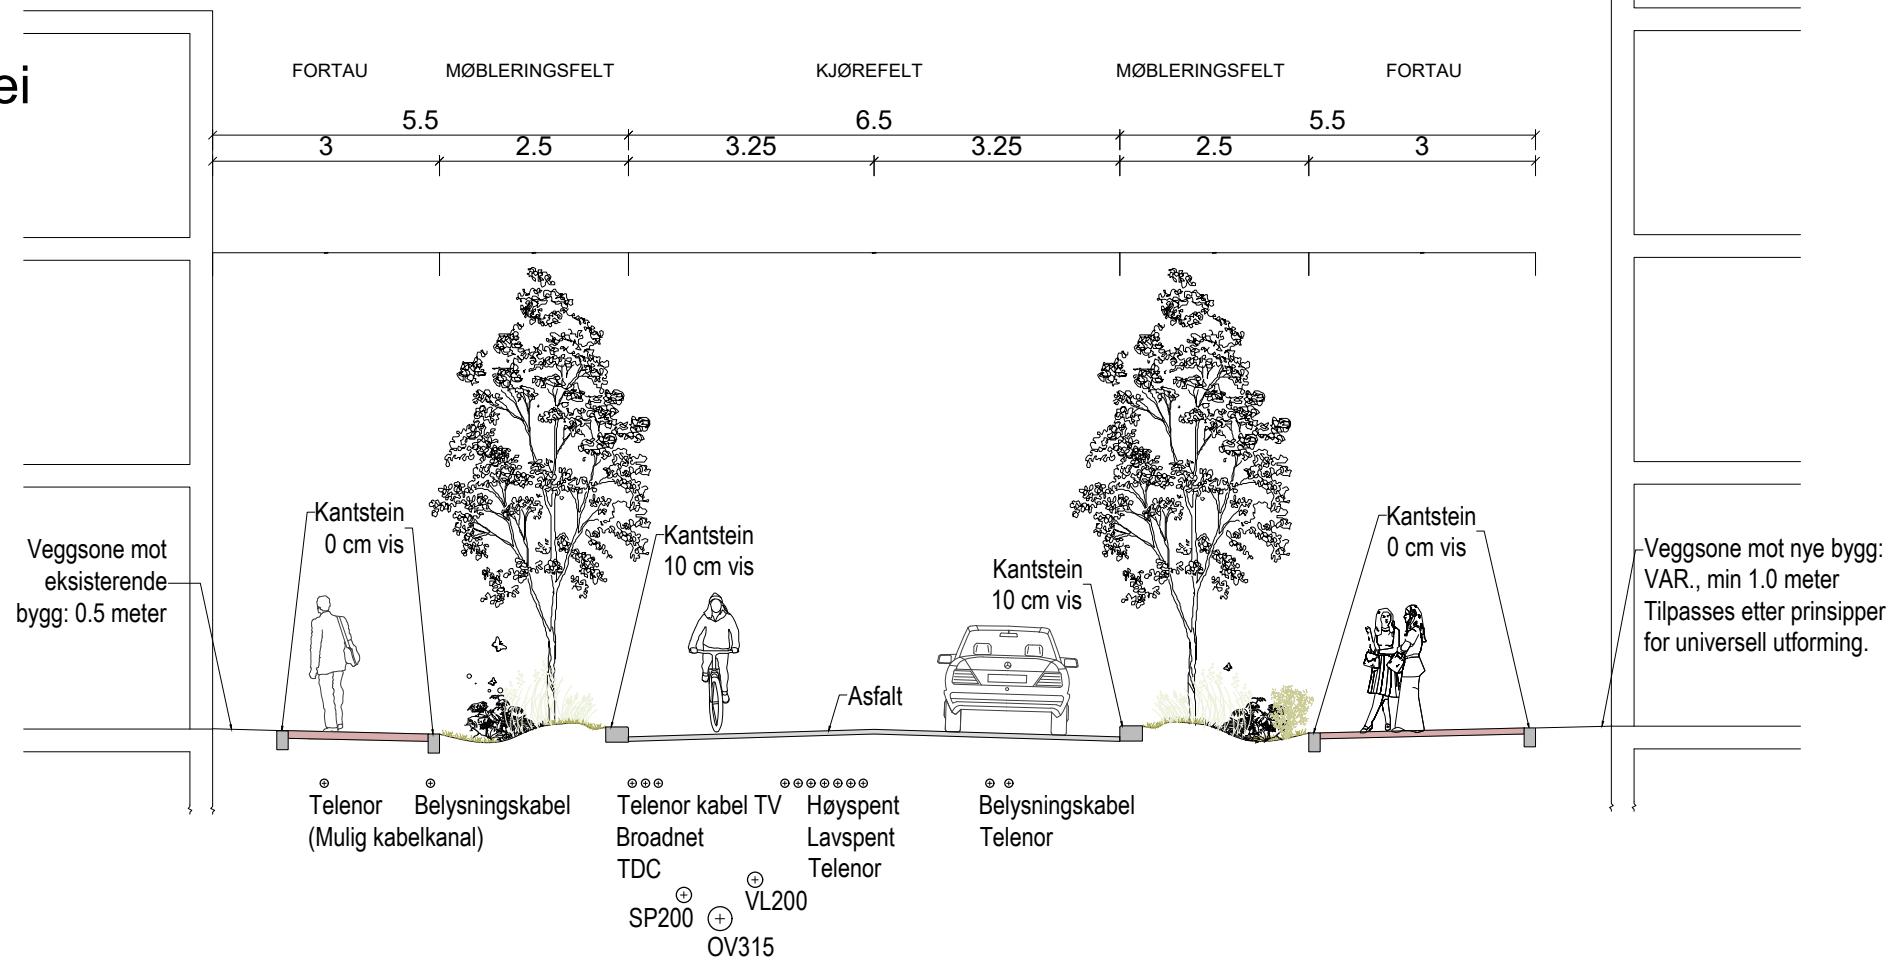 ei
FORTAU MØBLERINGSFELT KJØREFELT MØBLERINGSFELT FORTAU
5.5 6.5 5.5
3 2.5 3.25 3.25 2.5 3
Kantstein
0 cm vis
Kantstein
10 cm vis
Kantstein
10 cm vis
Kantstein
0 cm vis
Veggsone mot
eksisterende
bygg: 0.5 meter
Veggsone mot nye bygg:
VAR., min 1.0 meter
Tilpasses etter prinsipper
for universell utforming.
Asfalt
Telenor
(Mulig kabelkanal)
Belysningskabel
Telenor kabel TV
Broadnet
TDC
Høyspent
Lavspent
Telenor
Belysningskabel
Telenor
SP200
VL200
OV315